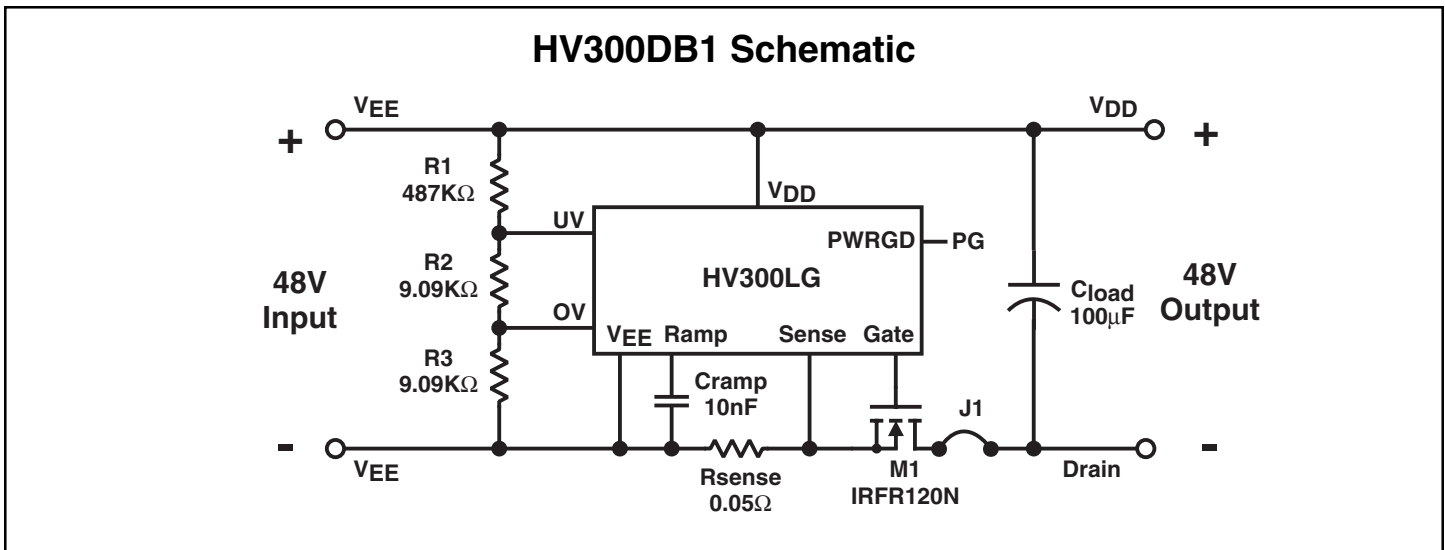 HV300DB1 Schematic
VEE
VDD
+
+
R1
487KΩ
VDD
UV
PWRGD
PG
R2
9.09KΩ
HV300LG
48V
Input
Cload
100μF
48V
Output
OV
VEE
Ramp
Sense
Gate
R3
9.09KΩ
Cramp
10nF
J1
-
-
VEE
Rsense
0.05Ω
M1
IRFR120N
Drain